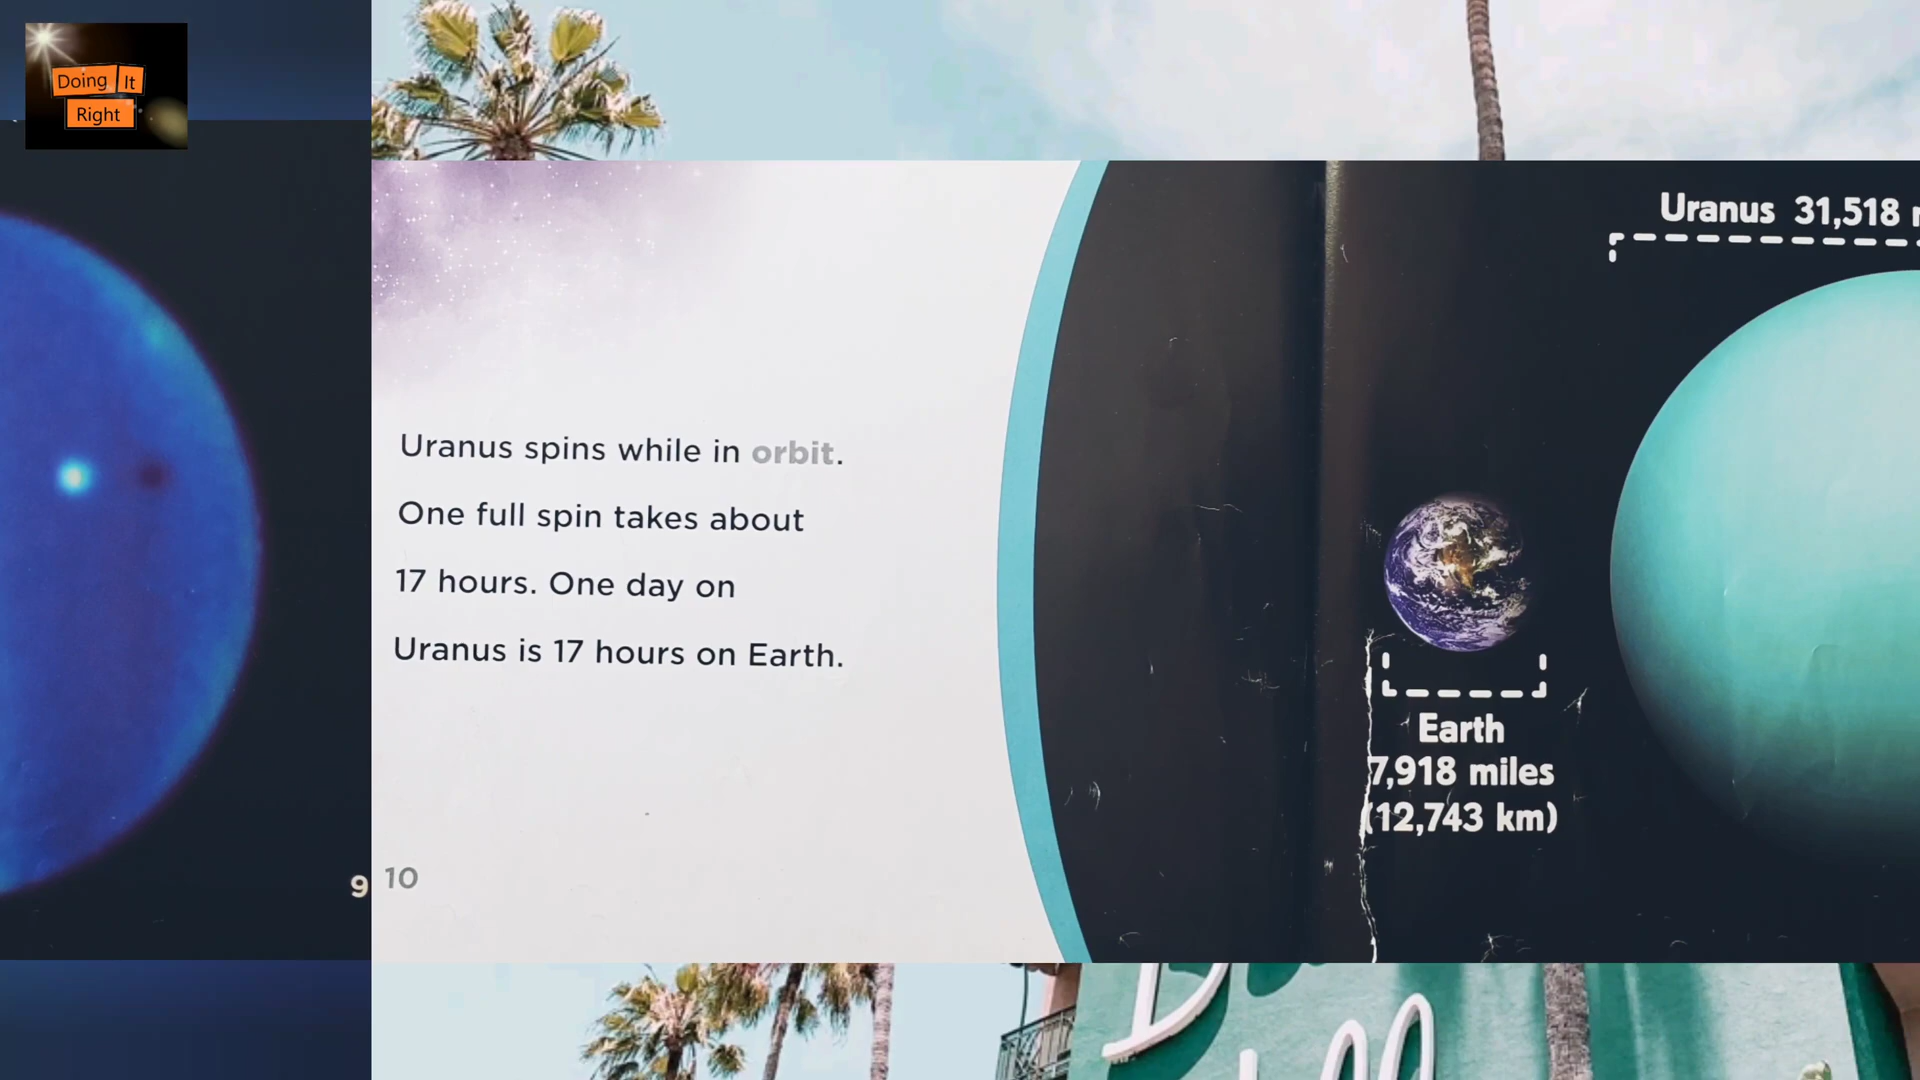 Doing It
Right
Uranus 31,518
Uranus spins while in orbit.
One full spin takes about
17 hours. One day on
Uranus is 17 hours on Earth.
Earth
7,918 miles
(12,743 km)
9
10